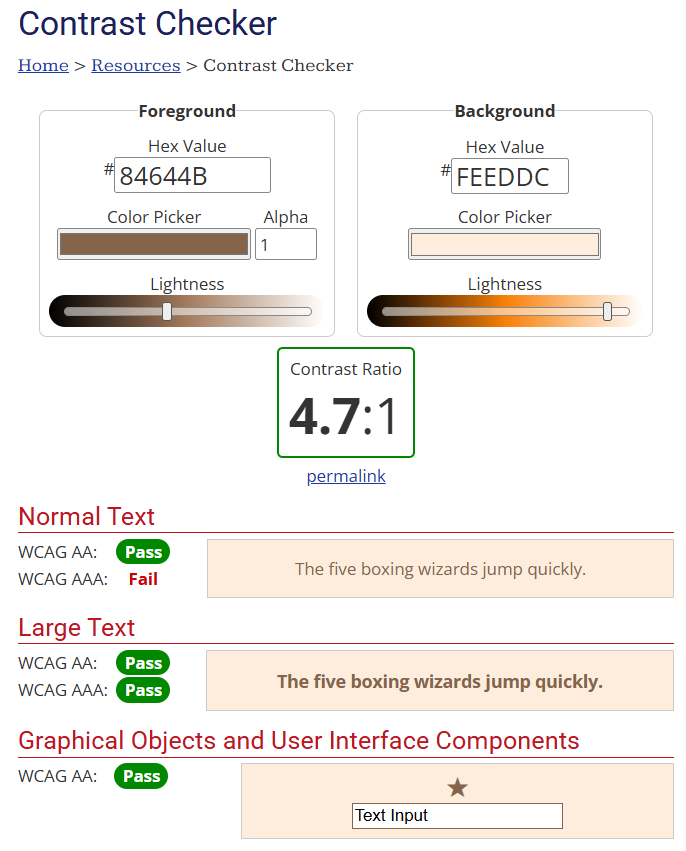 Contrast Checker
Home > Resources > Contrast Checker
Foreground
Hex Value
#84644B
Color Picker Alpha
1
Lightness
Background
Hex Value
#FEEDDC
Color Picker
Lightness
Contrast Ratio
4.7:1
permalink
Normal Text
WCAG AA: Pass
WCAG AAA: Fail
The five boxing wizards jump quickly.
Large Text
WCAG AA: Pass
WCAG AAA: Pass
The five boxing wizards jump quickly.
Graphical Objects and User Interface Components
WCAG AA: Pass
Text Input